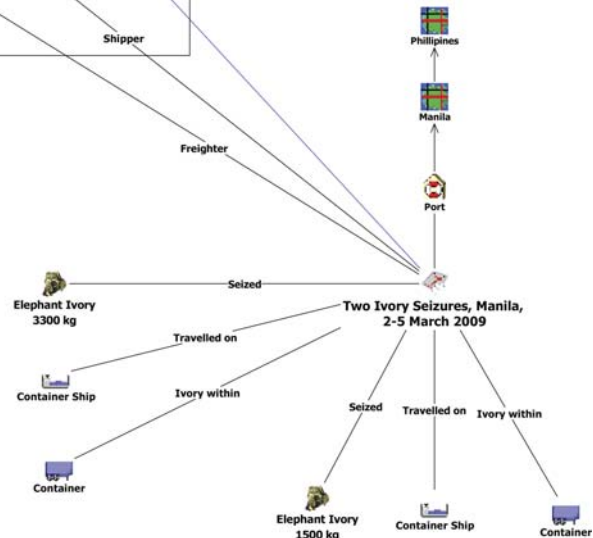 Phillipines
Shipper
Manila
Freighter
Port
Seized
Elephant Ivory
3300 kg
Two Ivory Seizures, Manila,
2-5 March 2009
Travelled on
Container Ship
Ivory within
Container
Seized
Travelled on
Ivory within
Elephant Ivory
1500 kg
Container Ship
Container